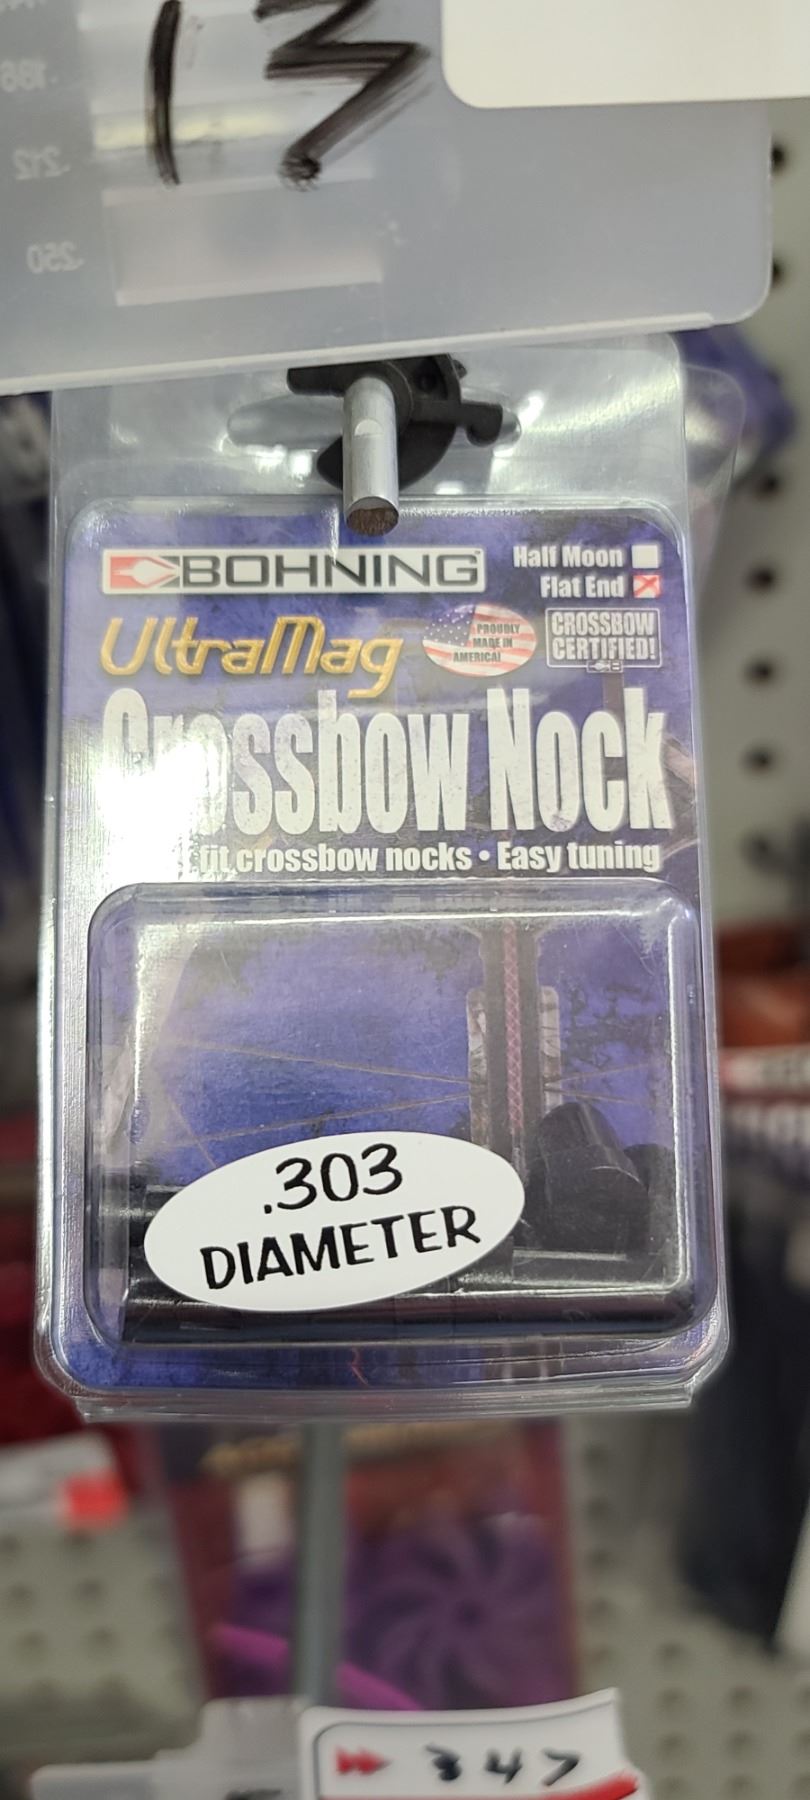 13
.212
.250
BOHNING
Half Moon
Flat End
UltraMag
PROUDLY
MADE IN
AMERICA!
CROSSBOW
CERTIFIED!
Crossbow Nock
fit crossbow nocks • Easy tuning
.303
DIAMETER
347